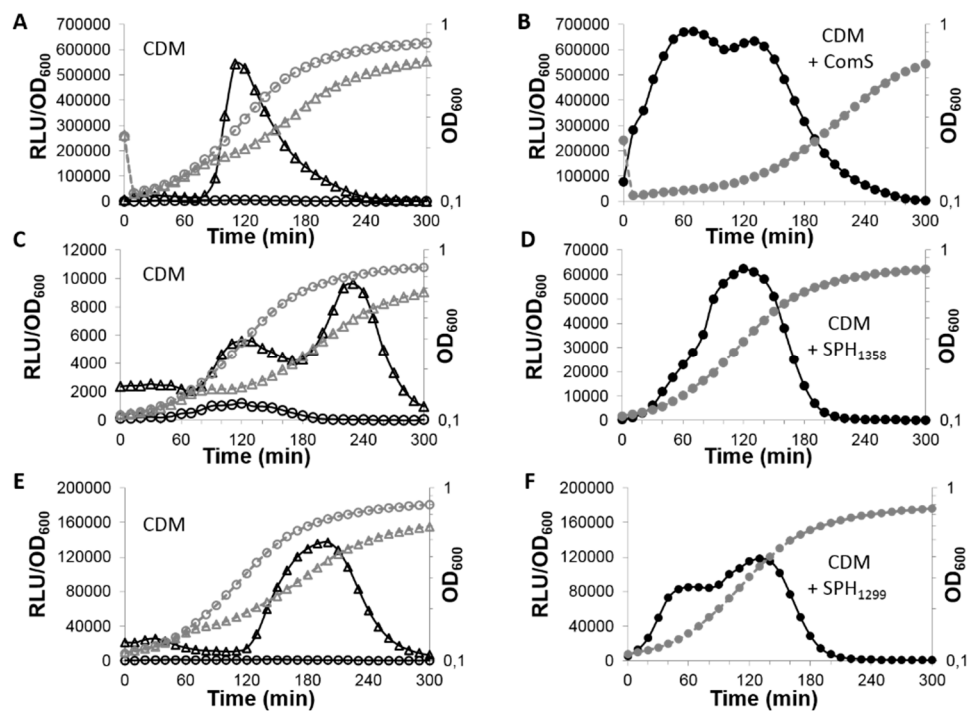 A
RLU/OD600
700000
600000
500000
400000
300000
200000
100000
0
CDM
1
OD600
0,1
0 60 120 180 240 300
Time (min)
B
RLU/OD600
700000
600000
500000
400000
300000
200000
100000
0
CDM
+ ComS
1
OD600
0,1
0 60 120 180 240 300
Time (min)
C
RLU/OD600
12000
10000
8000
6000
4000
2000
0
CDM
1
OD600
0,1
0 60 120 180 240 300
Time (min)
D
RLU/OD600
70000
60000
50000
40000
30000
20000
10000
0
CDM
+ SPH1358
1
OD600
0,1
0 60 120 180 240 300
Time (min)
E
RLU/OD600
200000
160000
120000
80000
40000
0
CDM
1
OD600
0,1
0 60 120 180 240 300
Time (min)
F
RLU/OD600
200000
160000
120000
80000
40000
0
CDM
+ SPH1299
1
OD600
0,1
0 60 120 180 240 300
Time (min)